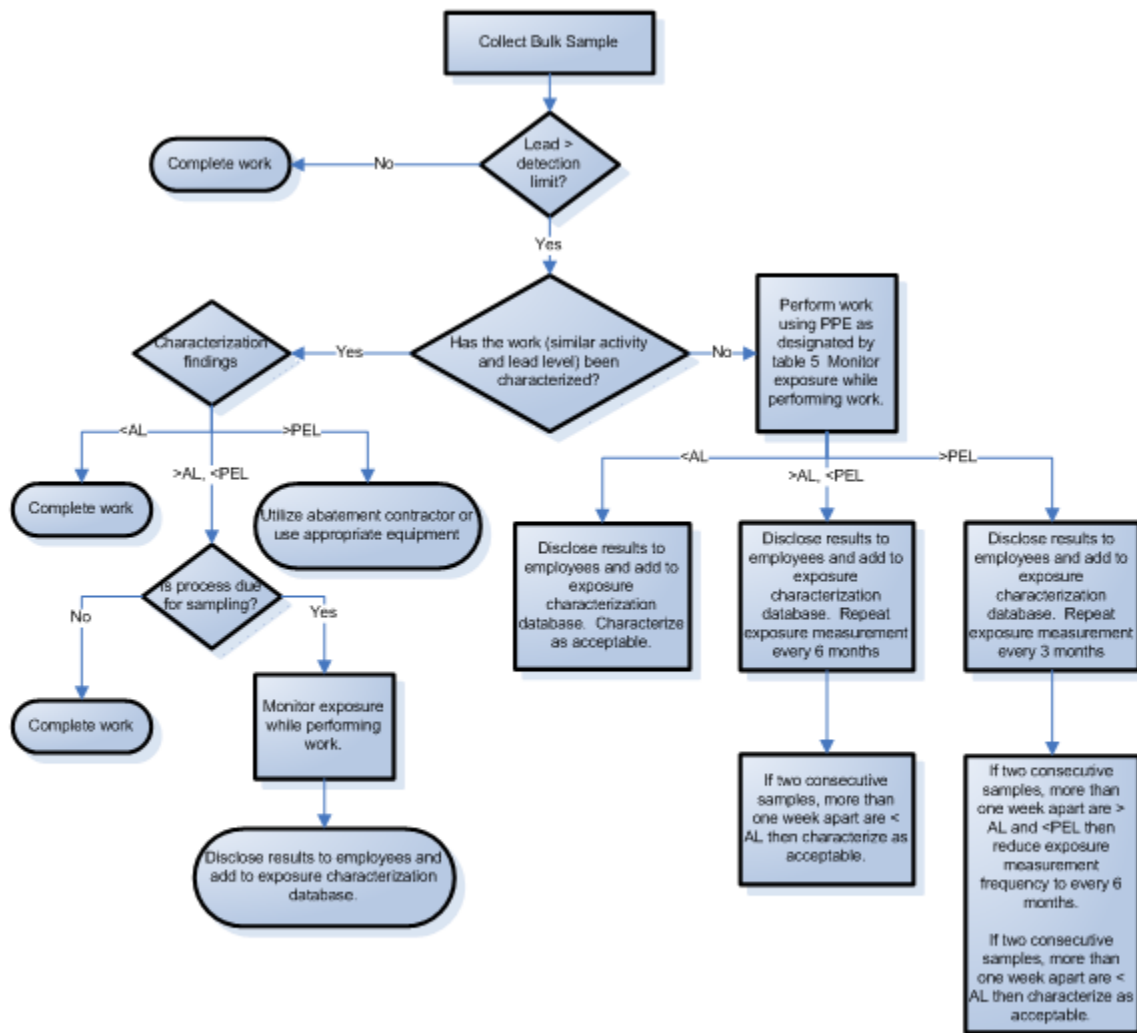 Collect Bulk Sample
Lead >
detection
limit?
No
Complete work
Yes
Has the work (similar activity
and lead level) been
characterized?
Yes
Characterization
findings
No
Perform work
using PPE as
designated by
table 5  Monitor
exposure while
performing work.
<AL
>AL, <PEL
>PEL
Complete work
Utilize abatement contractor or
use appropriate equipment
Is process due
for sampling?
No
Yes
Complete work
Monitor exposure
while performing
work.
Disclose results to employees and
add to exposure characterization
database.
<AL
>AL, <PEL
>PEL
Disclose results to
employees and add to
exposure
characterization
database.  Characterize
as acceptable.
Disclose results to
employees and add to
exposure
characterization
database.  Repeat
exposure measurement
every 6 months
Disclose results to
employees and add to
exposure
characterization
database.  Repeat
exposure measurement
every 3 months
If two consecutive
samples, more than
one week apart are <
AL then characterize as
acceptable.
If two consecutive
samples, more than
one week apart are >
AL and <PEL then
reduce exposure
measurement
frequency to every 6
months.
If two consecutive
samples, more than
one week apart are <
AL then characterize as
acceptable.